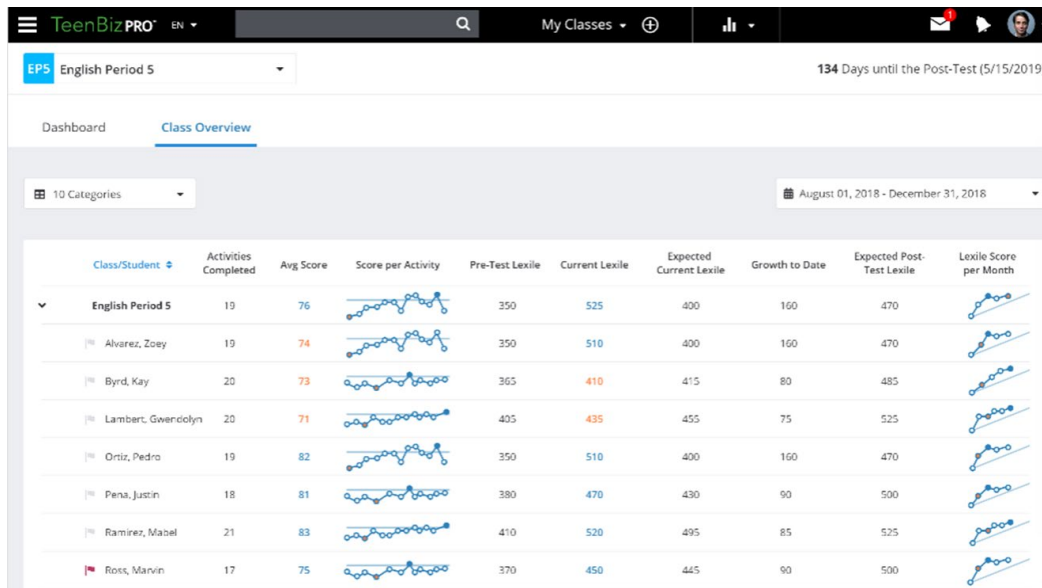 TeenBizPRO EN My Classes
1
EP5 English Period 5 134 Days until the Post-Test (5/15/2019
Dashboard Class Overview
10 Categories August 01, 2018 - December 31, 2018
Class/Student Activities Completed Avg Score Score per Activity Pre-Test Lexile Current Lexile Expected Current Lexile Growth to Date Expected Post-Test Lexile Lexile Score per Month
English Period 5 19 76 350 525 400 160 470
Alvarez, Zoey 19 74 350 510 400 160 470
Byrd, Kay 20 73 365 410 415 80 485
Lambert, Gwendolyn 20 71 405 435 455 75 525
Ortiz, Pedro 19 82 350 510 400 160 470
Pena, Justin 18 81 380 470 430 90 500
Ramirez, Mabel 21 83 410 520 495 85 525
Ross, Marvin 17 75 370 450 445 90 500